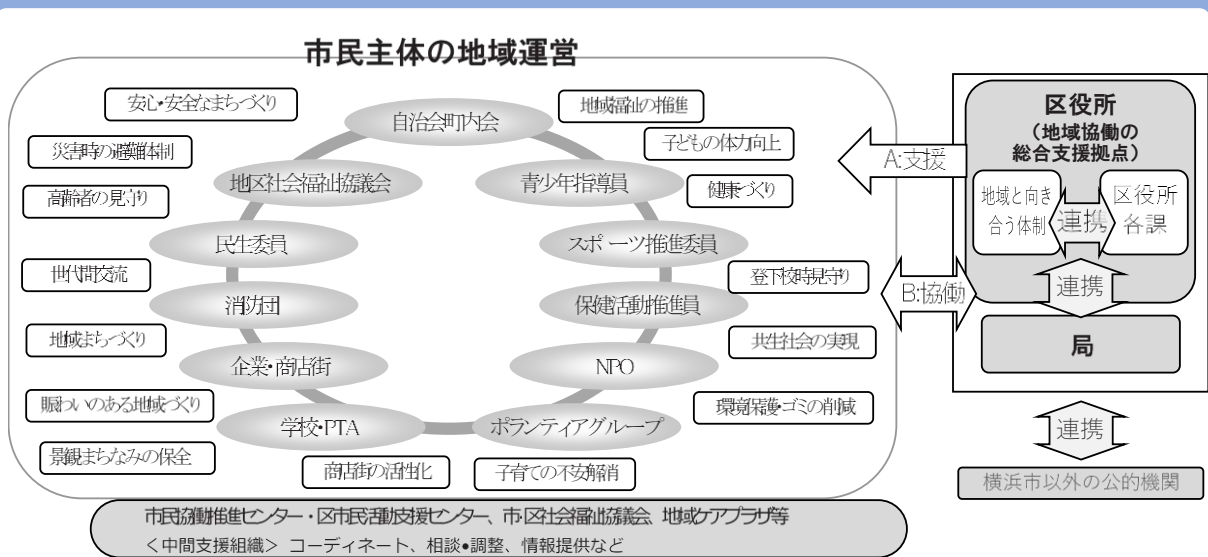 市民主体の地域運営
安心・安全なまちづくり
地域福祉の推進
自治会町内会
災害時の避難体制
子どもの体力向上
地区社会福祉協議会
青少年指導員
高齢者の見守り
健康づくり
民生委員
スポーツ推進委員
世代間交流
登下校時見守り
消防団
保健活動推進員
地域まちづくり
共生社会の実現
企業・商店街
NPO
賑わいのある地域づくり
環境保護・ゴミの削減
学校・PTA
ボランティアグループ
景観まちなみの保全
商店街の活性化
子育ての不安解消
市民協働推進センター・区市民活動支援センター、市・区社会福祉協議会、地域ケアプラザ等
＜中間支援組織＞ コーディネート、相談・調整、情報提供など
A:支援
B:協働
区役所
（地域協働の
総合支援拠点）
地域と向き
合う体制
連携
区役所
各課
連携
局
連携
横浜市以外の公的機関